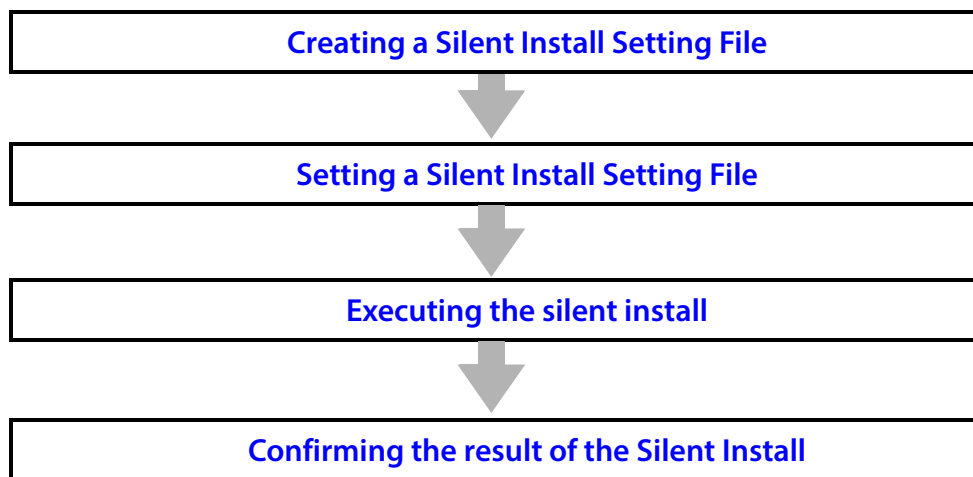 Creating a Silent Install Setting File
Setting a Silent Install Setting File
Executing the silent install
Confirming the result of the Silent Install